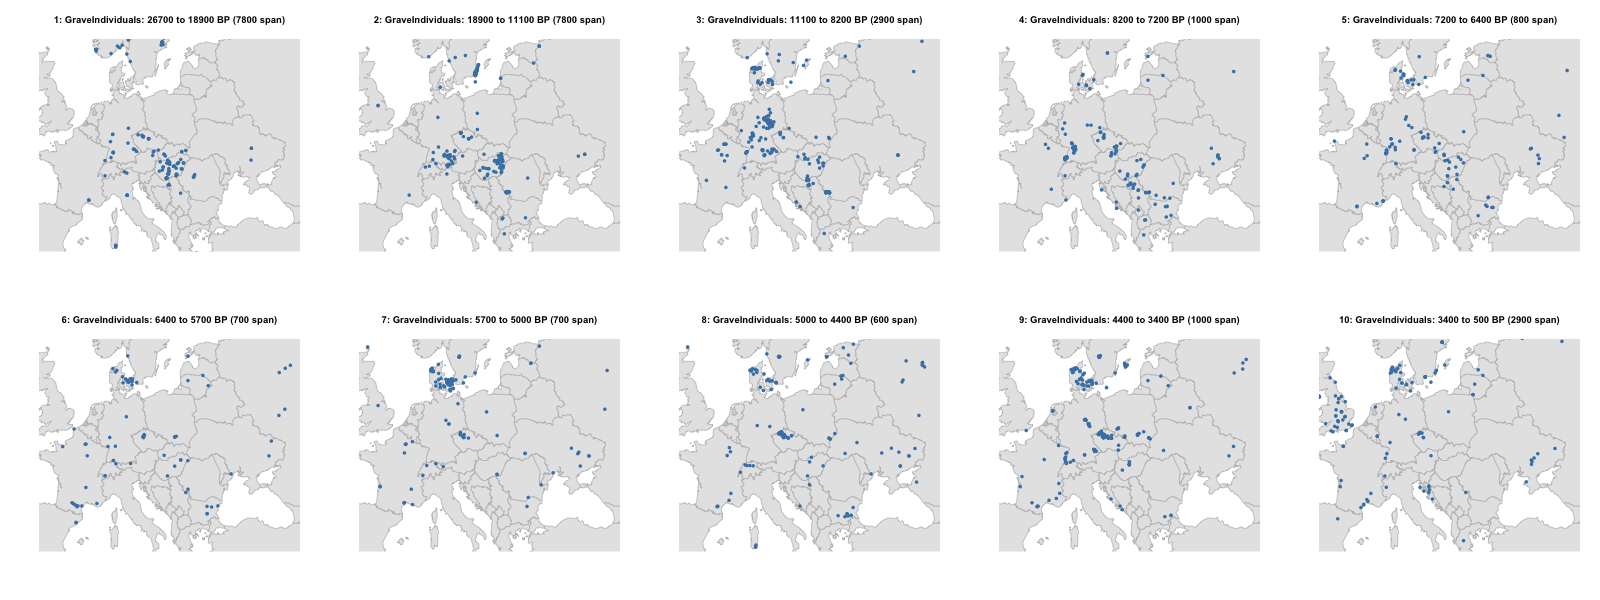 1: GraveIndividuals: 26700 to 18900 BP (7800 span)
2: GraveIndividuals: 18900 to 11100 BP (7800 span)
3: GraveIndividuals: 11100 to 8200 BP (2900 span)
4: GraveIndividuals: 8200 to 7200 BP (1000 span)
5: GraveIndividuals: 7200 to 6400 BP (800 span)
6: GraveIndividuals: 6400 to 5700 BP (700 span)
7: GraveIndividuals: 5700 to 5000 BP (700 span)
8: GraveIndividuals: 5000 to 4400 BP (600 span)
9: GraveIndividuals: 4400 to 3400 BP (1000 span)
10: GraveIndividuals: 3400 to 500 BP (2900 span)